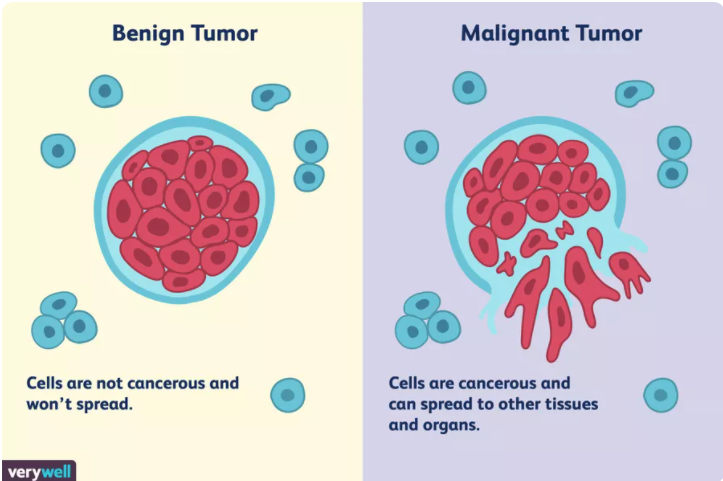 Benign Tumor
Cells are not cancerous and
won't spread.
Malignant Tumor
Cells are cancerous and
can spread to other tissues
and organs.
verywell